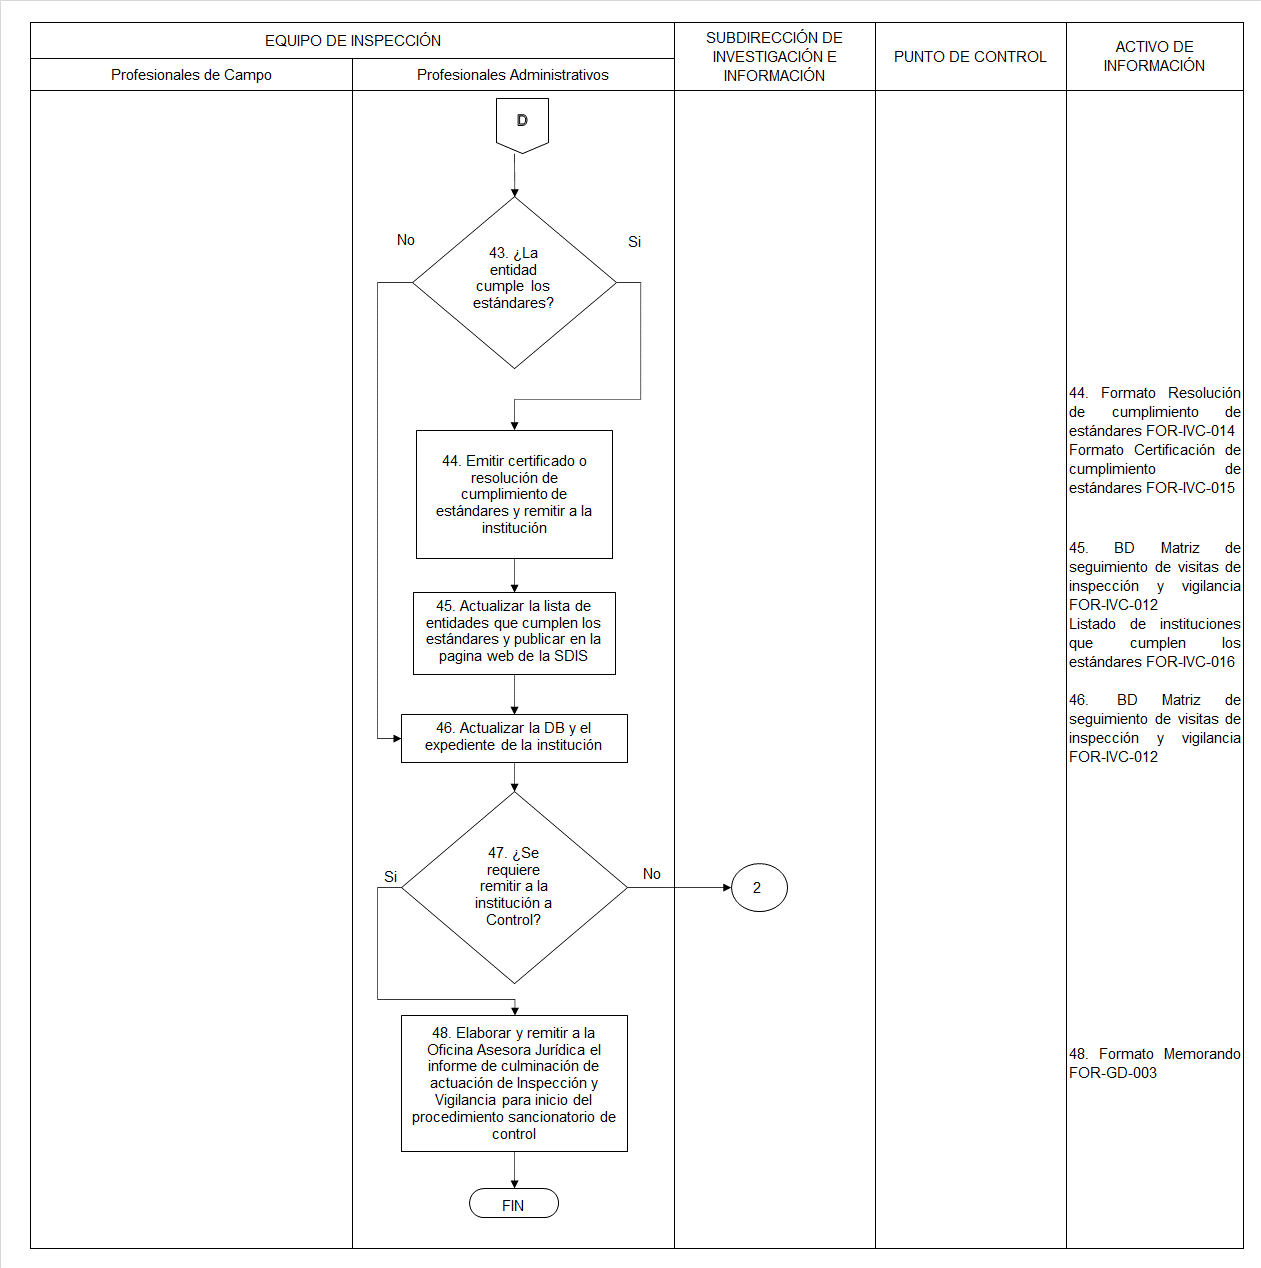 EQUIPO DE INSPECCIÓN
Profesionales de Campo
Profesionales Administrativos
SUBDIRECCIÓN DE
INVESTIGACIÓN E
INFORMACIÓN
PUNTO DE CONTROL
ACTIVO DE
INFORMACIÓN
D
No
Si
43. ¿La
entidad
cumple los
estándares?
44. Formato Resolución
de cumplimiento de
estándares FOR-IVC-014
Formato Certificación de
cumplimiento de
estándares FOR-IVC-015
44. Emitir certificado o
resolución de
cumplimiento de
estándares y remitir a la
institución
45. BD Matriz de
seguimiento de visitas de
inspección y vigilancia
FOR-IVC-012
Listado de instituciones
que cumplen los
estándares FOR-IVC-016
45. Actualizar la lista de
entidades que cumplen los
estándares y publicar en la
pagina web de la SDIS
46. BD Matriz de
seguimiento de visitas de
inspección y vigilancia
FOR-IVC-012
46. Actualizar la DB y el
expediente de la institución
47. ¿Se
requiere
remitir a la
institución a
Control?
Si
No
2
48. Elaborar y remitir a la
Oficina Asesora Jurídica el
informe de culminación de
actuación de Inspección y
Vigilancia para inicio del
procedimiento sancionatorio de
control
48. Formato Memorando
FOR-GD-003
FIN